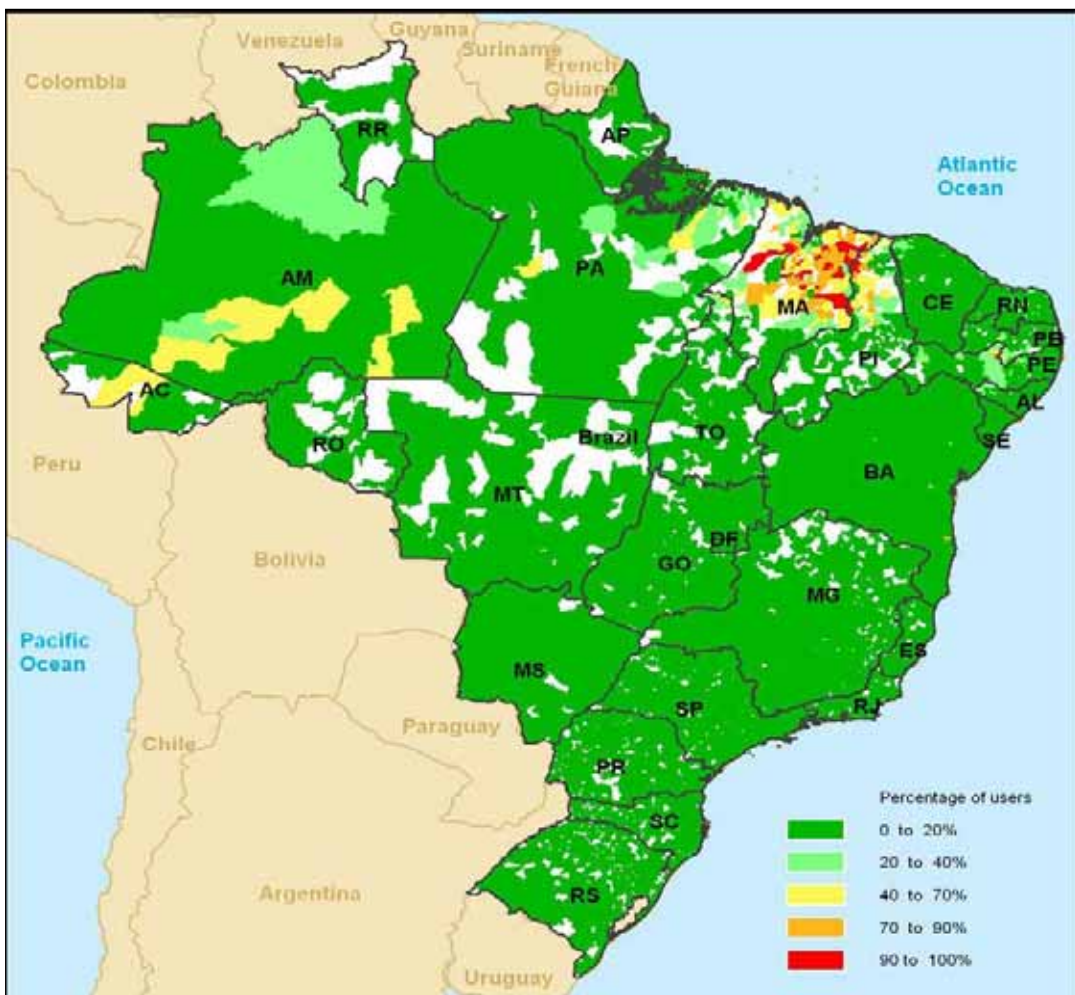 Guyana
Venezuela
Suriname
French
Guiana
Colombia
RR
AP
Atlantic
Ocean
AM
PA
MA
CE
RN
PB
PI
PE
AC
AL
RO
Brazil
TO
SE
Peru
MT
BA
DF
Bolivia
GO
MG
Pacific
Ocean
ES
MS
SP
RJ
Paraguay
Chile
PR
SC
Argentina
RS
Uruguay
Percentage of users
0 to 20%
20 to 40%
40 to 70%
70 to 90%
90 to 100%